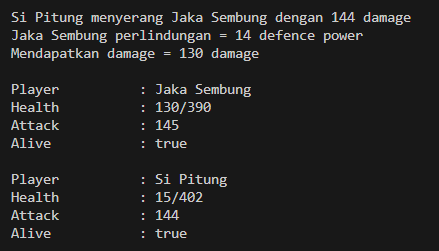 Si Pitung menyerang Jaka Sembung dengan 144 damage
Jaka Sembung perlindungan = 14 defence power
Mendapatkan damage = 130 damage
Player : Jaka Sembung
Health : 130/390
Attack : 145
Alive : true
Player : Si Pitung
Health : 15/402
Attack : 144
Alive : true